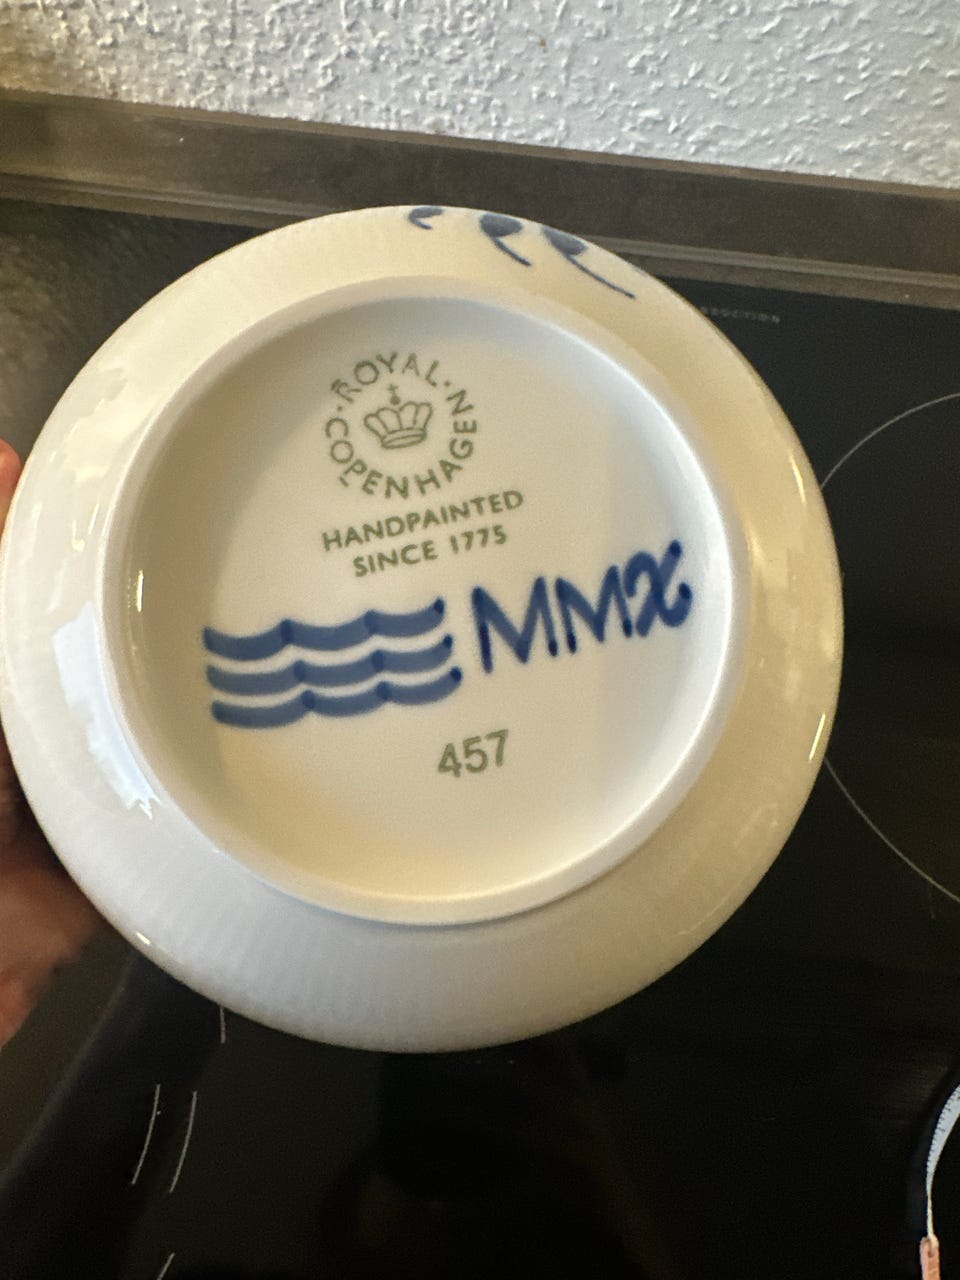 ROYAL · COPENHAGEN ·
HANDPAINTED
SINCE 1775
MMX
457